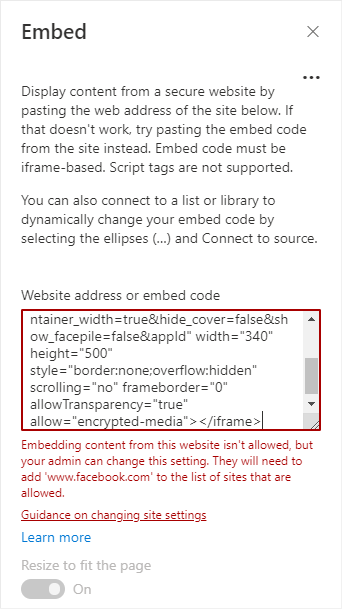 Embed
...
Display content from a secure website by
pasting the web address of the site below. If
that doesn't work, try pasting the embed code
from the site instead. Embed code must be
iframe-based. Script tags are not supported.
You can also connect to a list or library to
dynamically change your embed code by
selecting the ellipses (...) and Connect to source.
Website address or embed code
ntainer_width=true&hide_cover=false&sh
ow_facepile=false&appId" width="340"
height="500"
style="border:none;overflow:hidden"
scrolling="no" frameborder="0"
allowTransparency="true"
allow="encrypted-media"></iframe>
Embedding content from this website isn't allowed, but
your admin can change this setting. They will need to
add 'www.facebook.com' to the list of sites that are
allowed.
Guidance on changing site settings
Learn more
Resize to fit the page
On